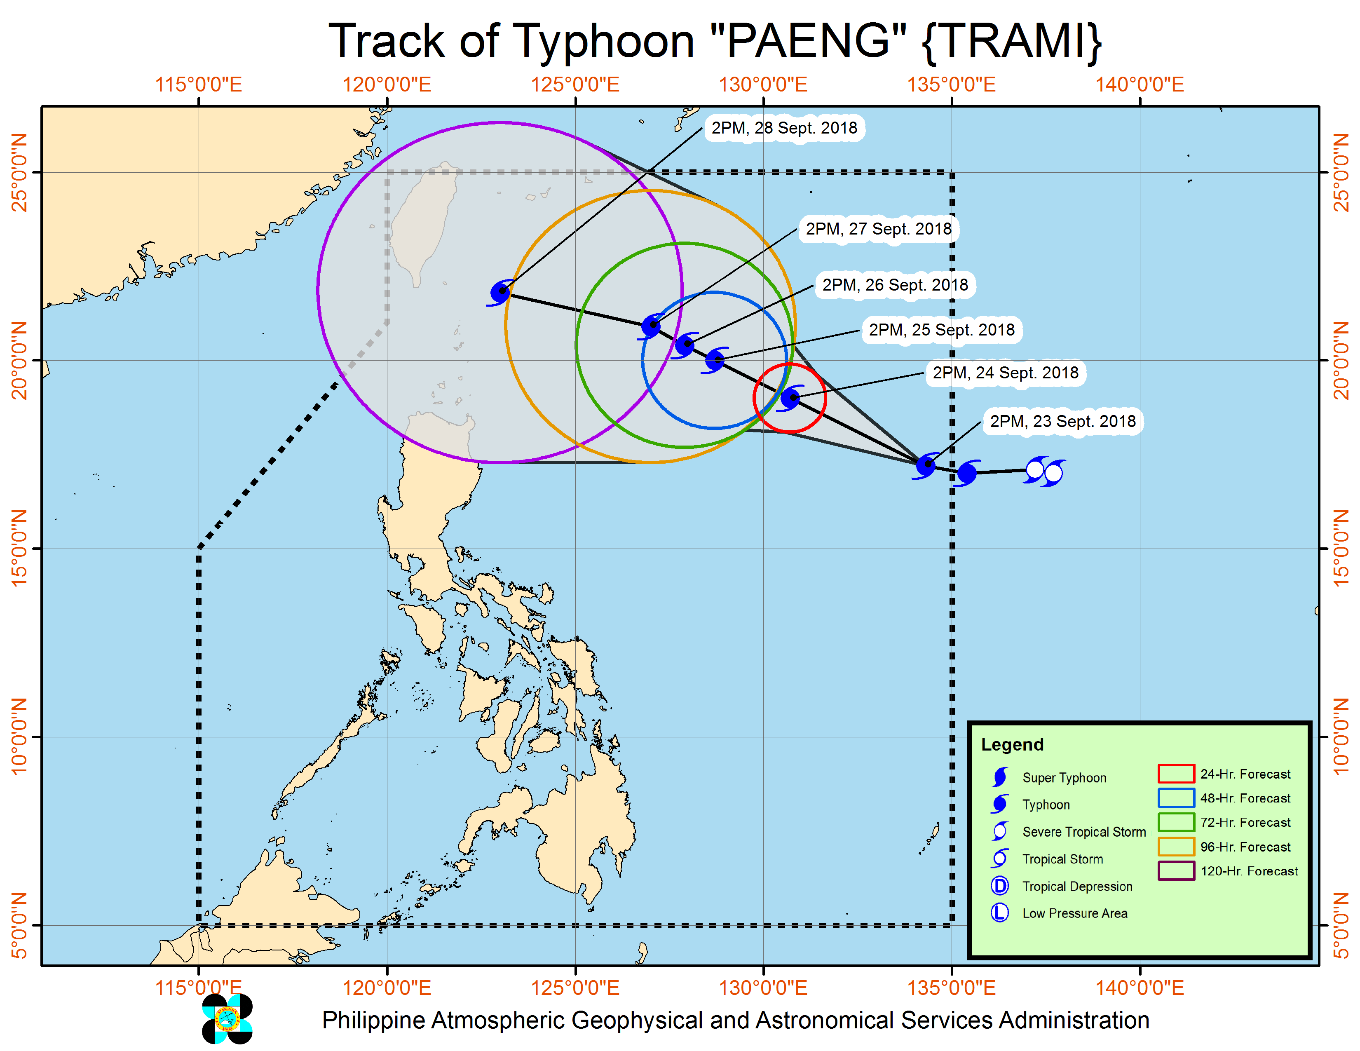 Track of Typhoon "PAENG" {TRAMI}
115°0'0"E 120°0'0"E 125°0'0"E 130°0'0"E 135°0'0"E 140°0'0"E
25°0'0"N 25°0'0"N
20°0'0"N 20°0'0"N
15°0'0"N 15°0'0"N
10°0'0"N 10°0'0"N
5°0'0"N 5°0'0"N
2PM, 28 Sept. 2018
2PM, 27 Sept. 2018
2PM, 26 Sept. 2018
2PM, 25 Sept. 2018
2PM, 24 Sept. 2018
2PM, 23 Sept. 2018
Legend
Super Typhoon
Typhoon
Severe Tropical Storm
Tropical Storm
D Tropical Depression
L Low Pressure Area
24-Hr. Forecast
48-Hr. Forecast
72-Hr. Forecast
96-Hr. Forecast
120-Hr. Forecast
115°0'0"E 120°0'0"E 125°0'0"E 130°0'0"E 135°0'0"E 140°0'0"E
Philippine Atmospheric Geophysical and Astronomical Services Administration